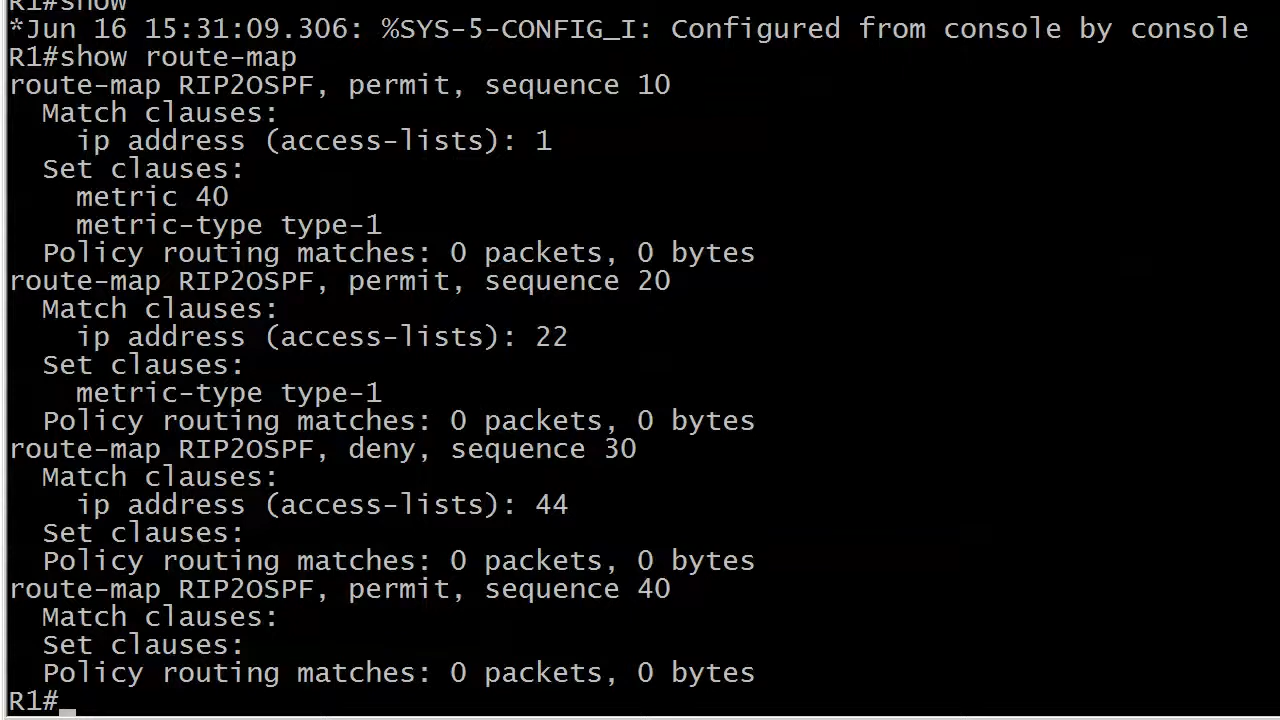 R1#show
*Jun 16 15:31:09.306: %SYS-5-CONFIG_I: Configured from console by console
R1#show route-map
route-map RIP2OSPF, permit, sequence 10
  Match clauses:
    ip address (access-lists): 1
  Set clauses:
    metric 40
    metric-type type-1
  Policy routing matches: 0 packets, 0 bytes
route-map RIP2OSPF, permit, sequence 20
  Match clauses:
    ip address (access-lists): 22
  Set clauses:
    metric-type type-1
  Policy routing matches: 0 packets, 0 bytes
route-map RIP2OSPF, deny, sequence 30
  Match clauses:
    ip address (access-lists): 44
  Set clauses:
  Policy routing matches: 0 packets, 0 bytes
route-map RIP2OSPF, permit, sequence 40
  Match clauses:
  Set clauses:
  Policy routing matches: 0 packets, 0 bytes
R1#